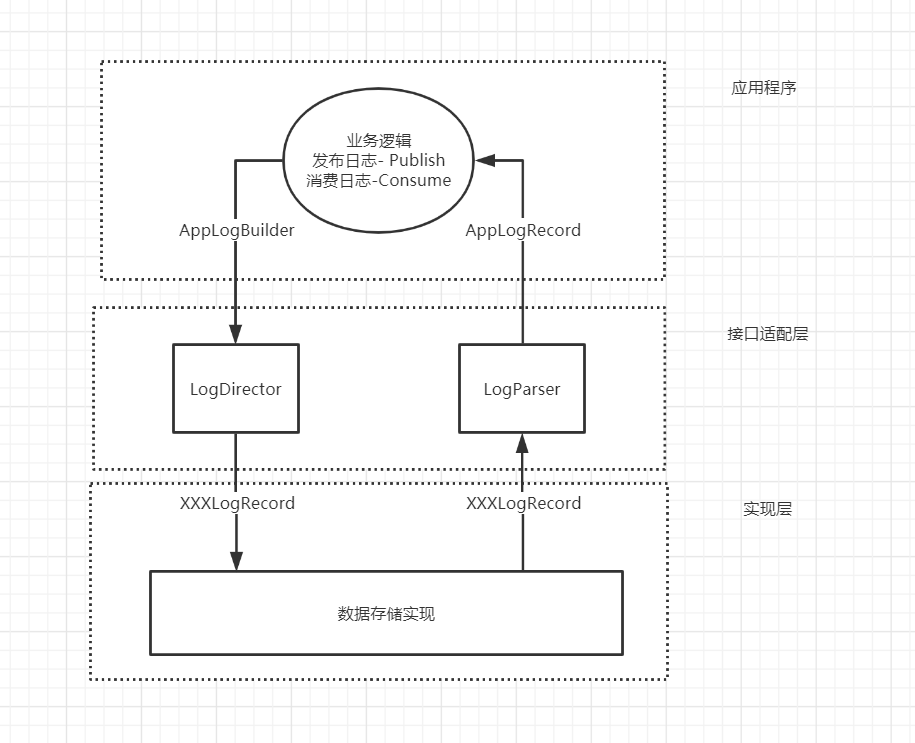 应用程序
业务逻辑
发布日志- Publish
消费日志-Consume
AppLogBuilder
AppLogRecord
接口适配层
LogDirector
LogParser
XXXLogRecord
XXXLogRecord
实现层
数据存储实现